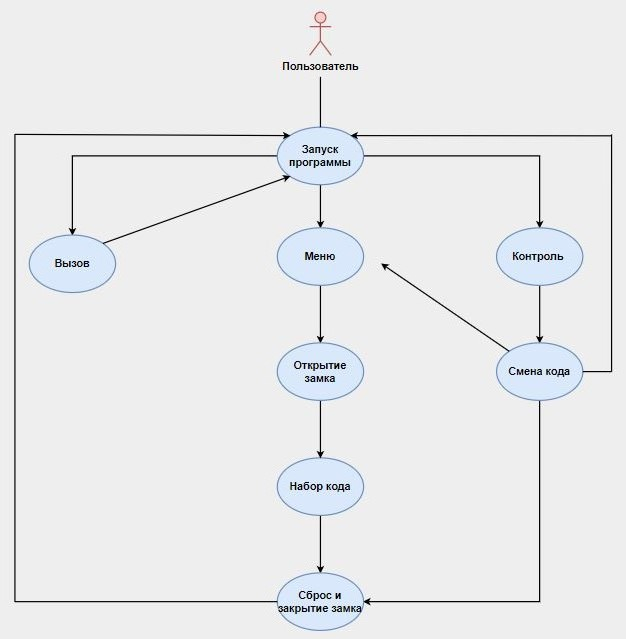 Пользователь
Запуск
программы
Вызов
Меню
Контроль
Открытие
замка
Смена кода
Набор кода
Сброс и
закрытие замка